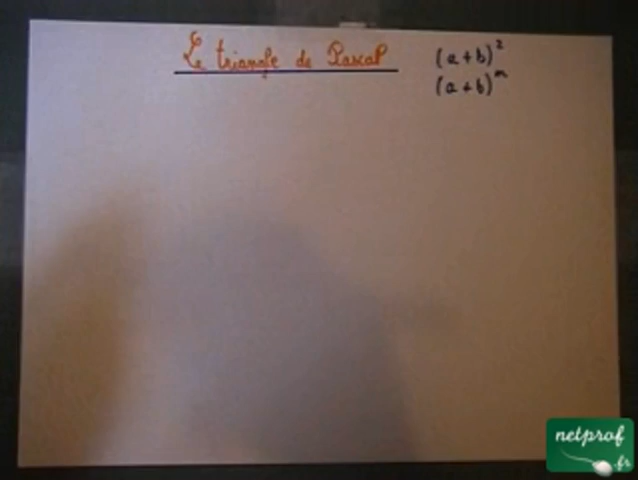 Le triangle de Pascal
(a+b)²
(a+b)ⁿ
netprof
.fr